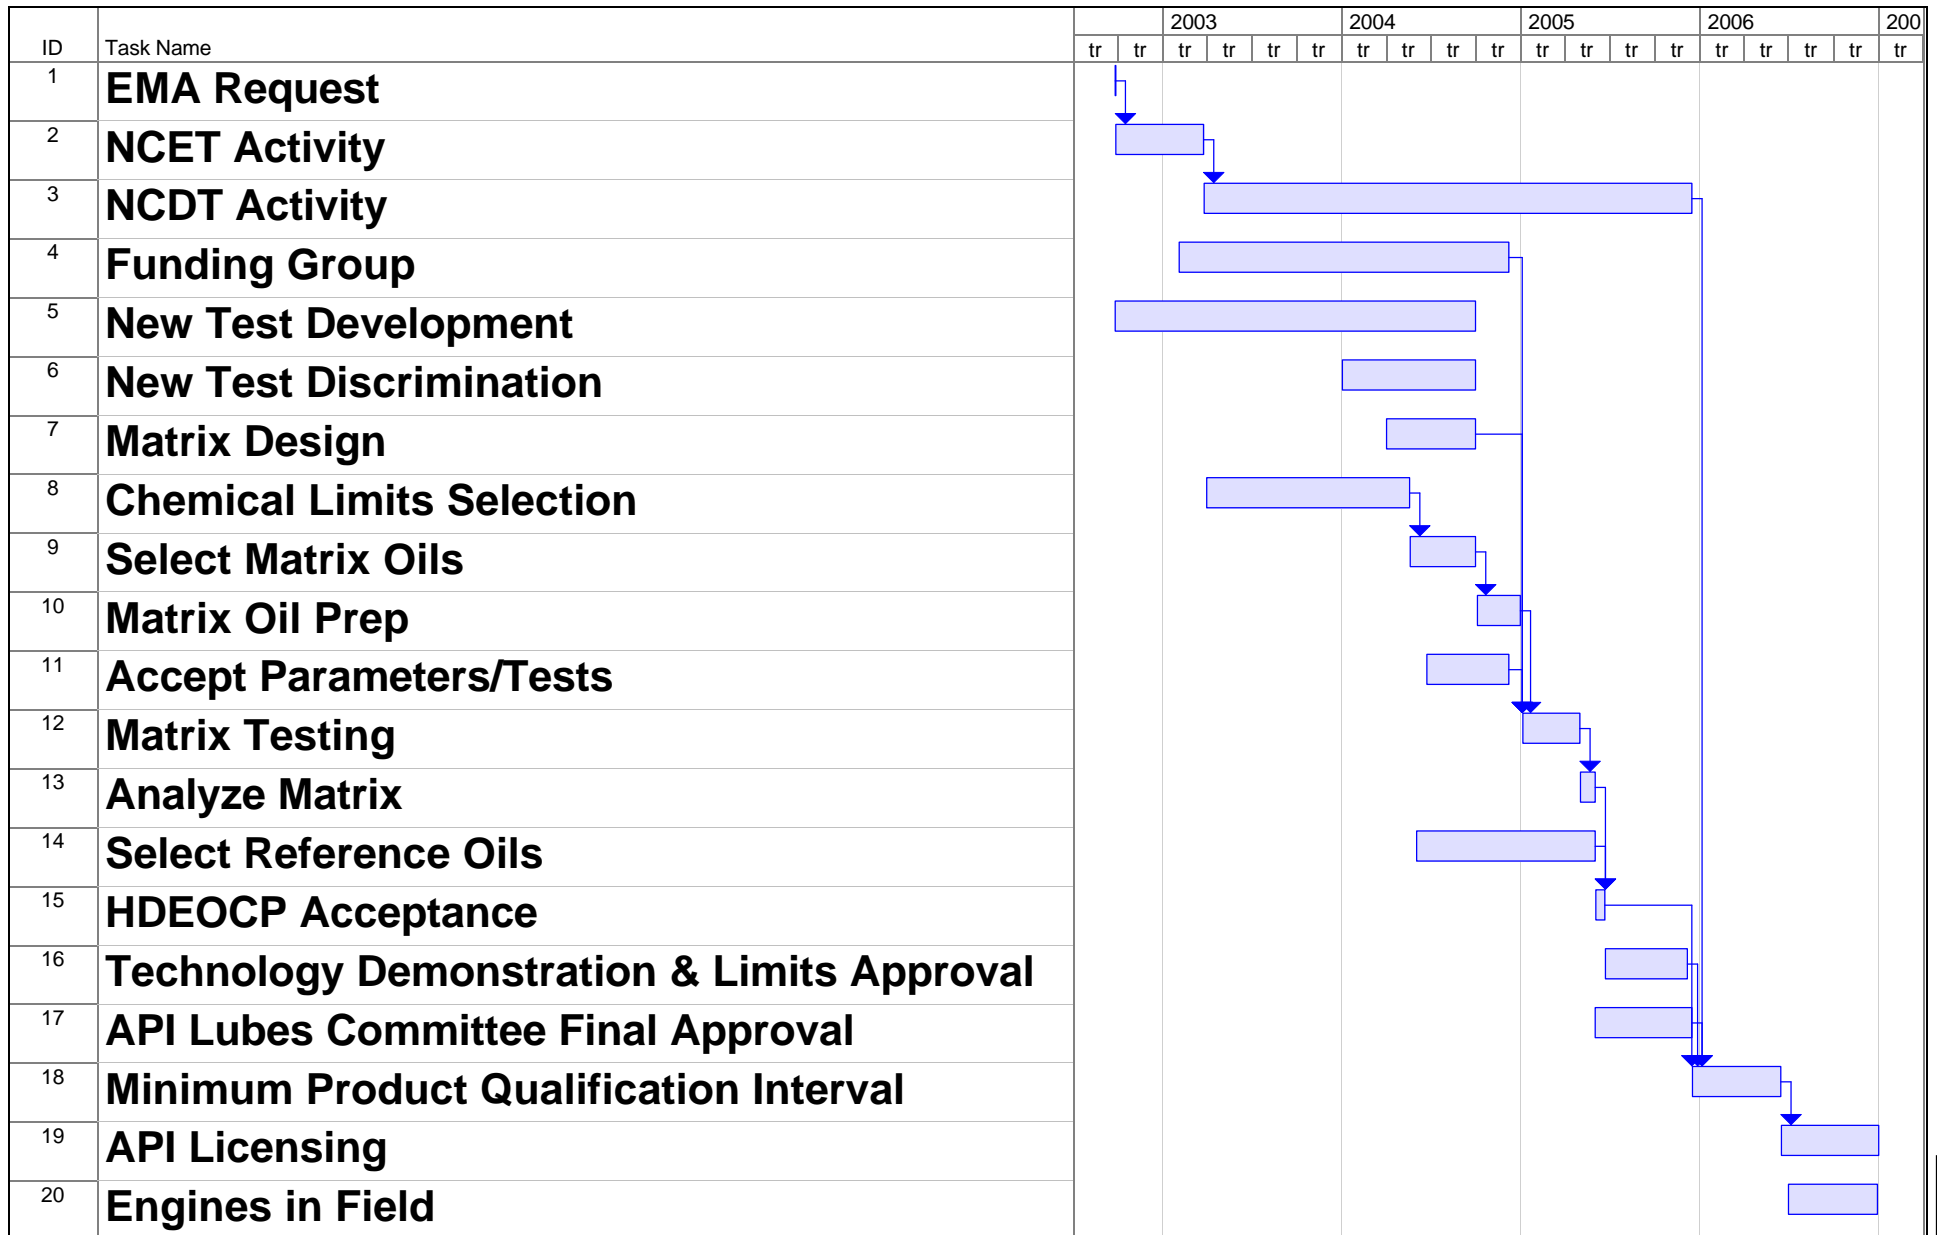 2003 2004 2005 2006 200
ID Task Name tr tr tr tr tr tr tr tr tr tr tr tr tr tr tr tr tr tr tr
1 EMA Request
2 NCET Activity
3 NCDT Activity
4 Funding Group
5 New Test Development
6 New Test Discrimination
7 Matrix Design
8 Chemical Limits Selection
9 Select Matrix Oils
10 Matrix Oil Prep
11 Accept Parameters/Tests
12 Matrix Testing
13 Analyze Matrix
14 Select Reference Oils
15 HDEOCP Acceptance
16 Technology Demonstration & Limits Approval
17 API Lubes Committee Final Approval
18 Minimum Product Qualification Interval
19 API Licensing
20 Engines in Field